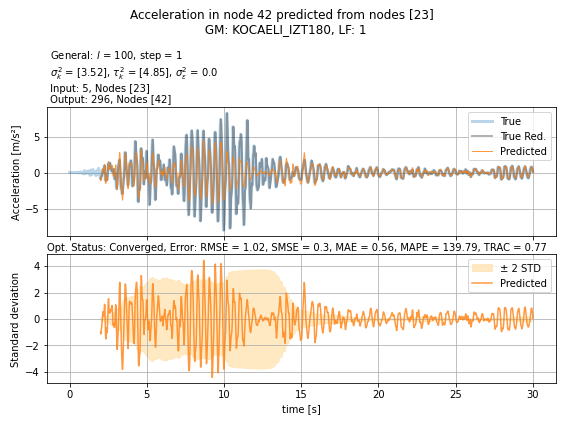 Acceleration in node 42 predicted from nodes [23]
GM: KOCAELI_IZT180, LF: 1
General: l = 100, step = 1
σ²ₖ = [3.52], τ²ₖ = [4.85], σ²ₑ = 0.0
Input: 5, Nodes [23]
Output: 296, Nodes [42]
True
True Red.
Predicted
Acceleration [m/s²]
5
0
−5
Opt. Status: Converged, Error: RMSE = 1.02, SMSE = 0.3, MAE = 0.56, MAPE = 139.79, TRAC = 0.77
± 2 STD
Predicted
Standard deviation
4
2
0
−2
−4
0 5 10 15 20 25 30
time [s]